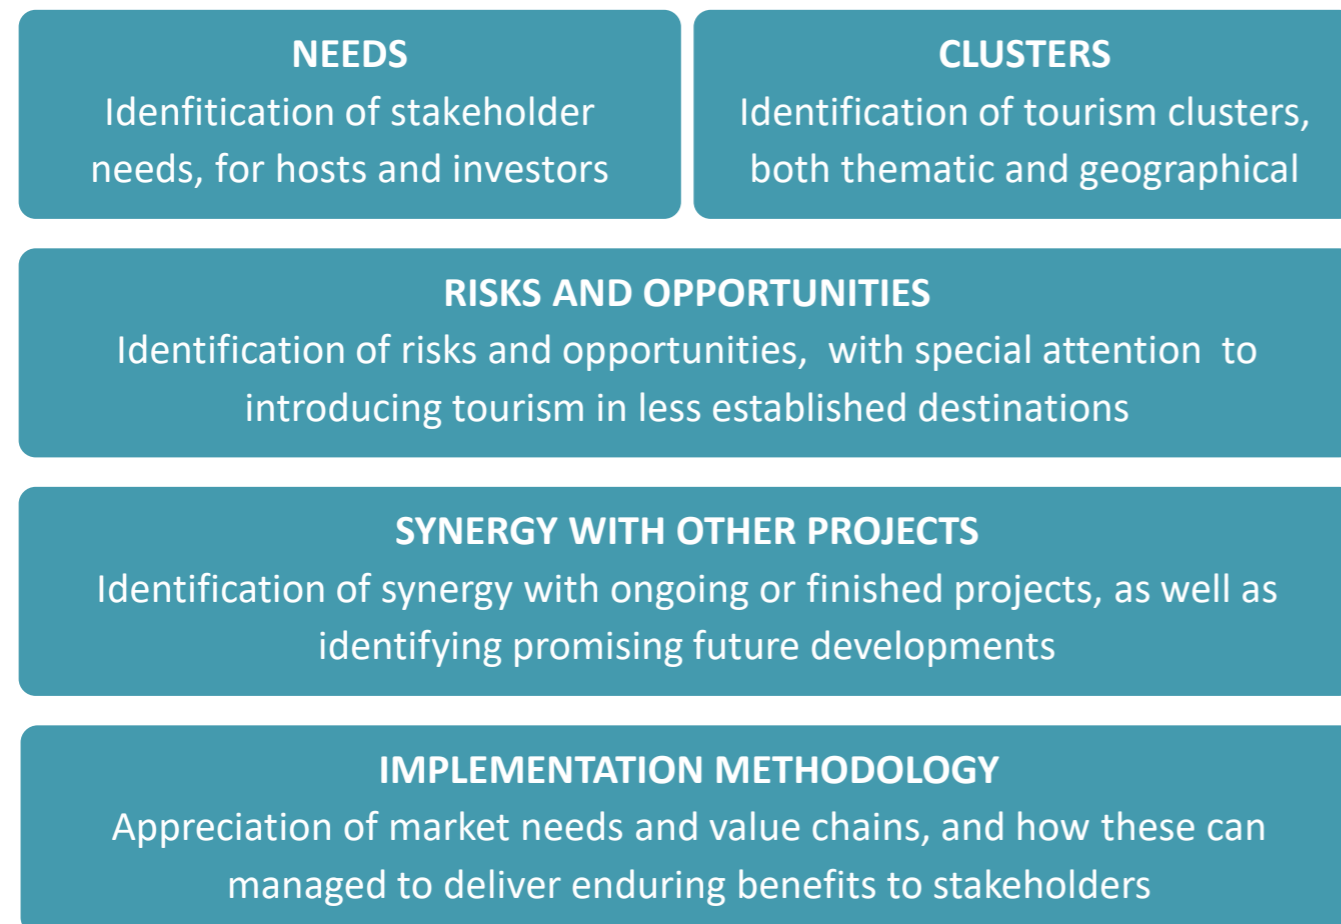 NEEDS
Idenfitication of stakeholder
needs, for hosts and investors
CLUSTERS
Identification of tourism clusters,
both thematic and geographical
RISKS AND OPPORTUNITIES
Identification of risks and opportunities,  with special attention  to
introducing tourism in less established destinations
SYNERGY WITH OTHER PROJECTS
Identification of synergy with ongoing or finished projects, as well as
identifying promising future developments
IMPLEMENTATION METHODOLOGY
Appreciation of market needs and value chains, and how these can
managed to deliver enduring benefits to stakeholders